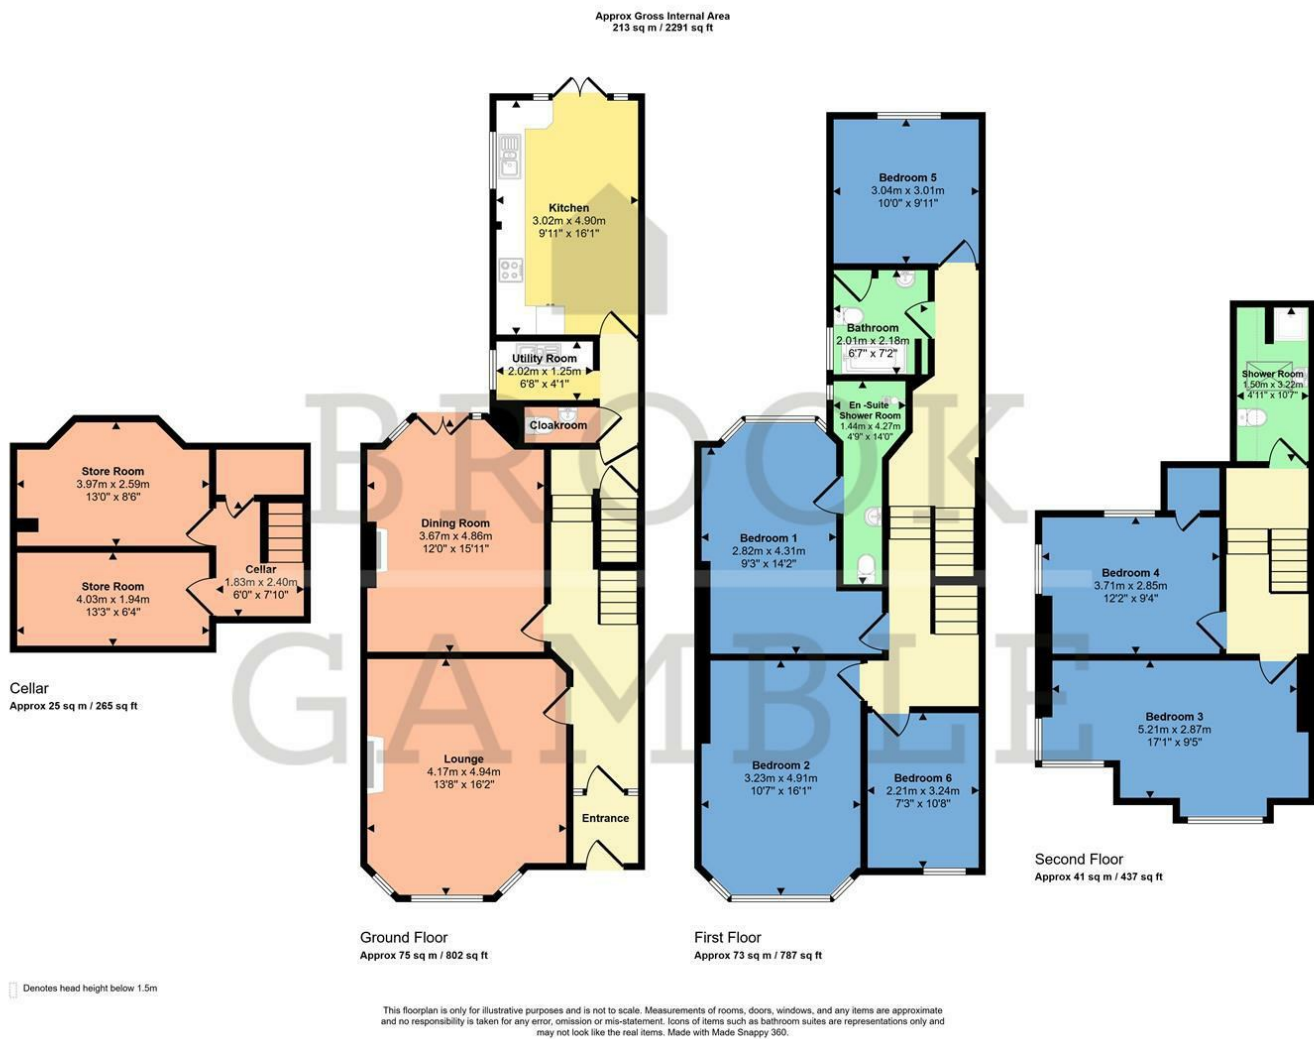 Approx Gross Internal Area
213 sq m / 2291 sq ft
Kitchen
3.02m x 4.90m
9'11" x 16'1"
Utility Room
2.02m x 1.25m
6'8" x 4'1"
Cloakroom
Dining Room
3.67m x 4.86m
12'0" x 15'11"
Lounge
4.17m x 4.94m
13'8" x 16'2"
Entrance
Ground Floor
Approx 75 sq m / 802 sq ft
Store Room
3.97m x 2.59m
13'0" x 8'6"
Store Room
4.03m x 1.94m
13'3" x 6'4"
Cellar
1.83m x 2.40m
6'0" x 7'10"
Cellar
Approx 25 sq m / 265 sq ft
Bedroom 5
3.04m x 3.01m
10'0" x 9'11"
Bathroom
2.01m x 2.18m
6'7" x 7'2"
En -Suite
Shower Room
1.44m x 4.27m
4'9" x 14'0"
Bedroom 1
2.82m x 4.31m
9'3" x 14'2"
Bedroom 2
3.23m x 4.91m
10'7" x 16'1"
Bedroom 6
2.21m x 3.24m
7'3" x 10'8"
First Floor
Approx 73 sq m / 787 sq ft
Shower Room
1.50m x 3.22m
4'11" x 10'7"
Bedroom 4
3.71m x 2.85m
12'2" x 9'4"
Bedroom 3
5.21m x 2.87m
17'1" x 9'5"
Second Floor
Approx 41 sq m / 437 sq ft
BROOK
GAMBLE
Denotes head height below 1.5m
This floorplan is only for illustrative purposes and is not to scale. Measurements of rooms, doors, windows, and any items are approximate
and no responsibility is taken for any error, omission or mis-statement. Icons of items such as bathroom suites are representations only and
may not look like the real items. Made with Made Snappy 360.